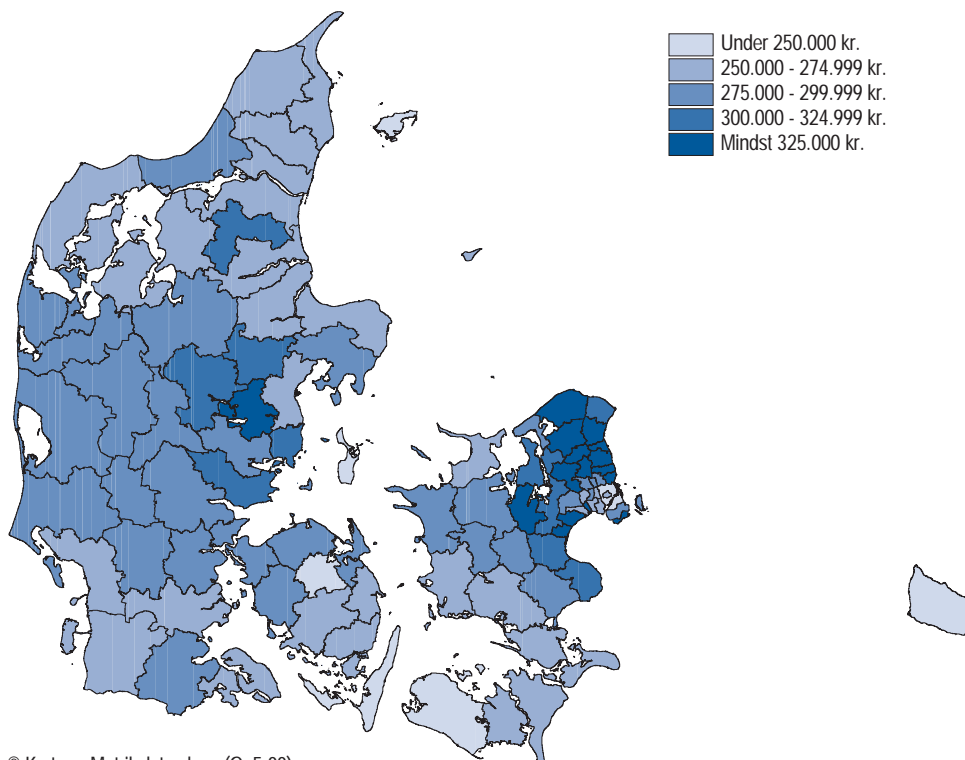 Under 250.000 kr.
250.000 - 274.999 kr.
275.000 - 299.999 kr.
300.000 - 324.999 kr.
Mindst 325.000 kr.